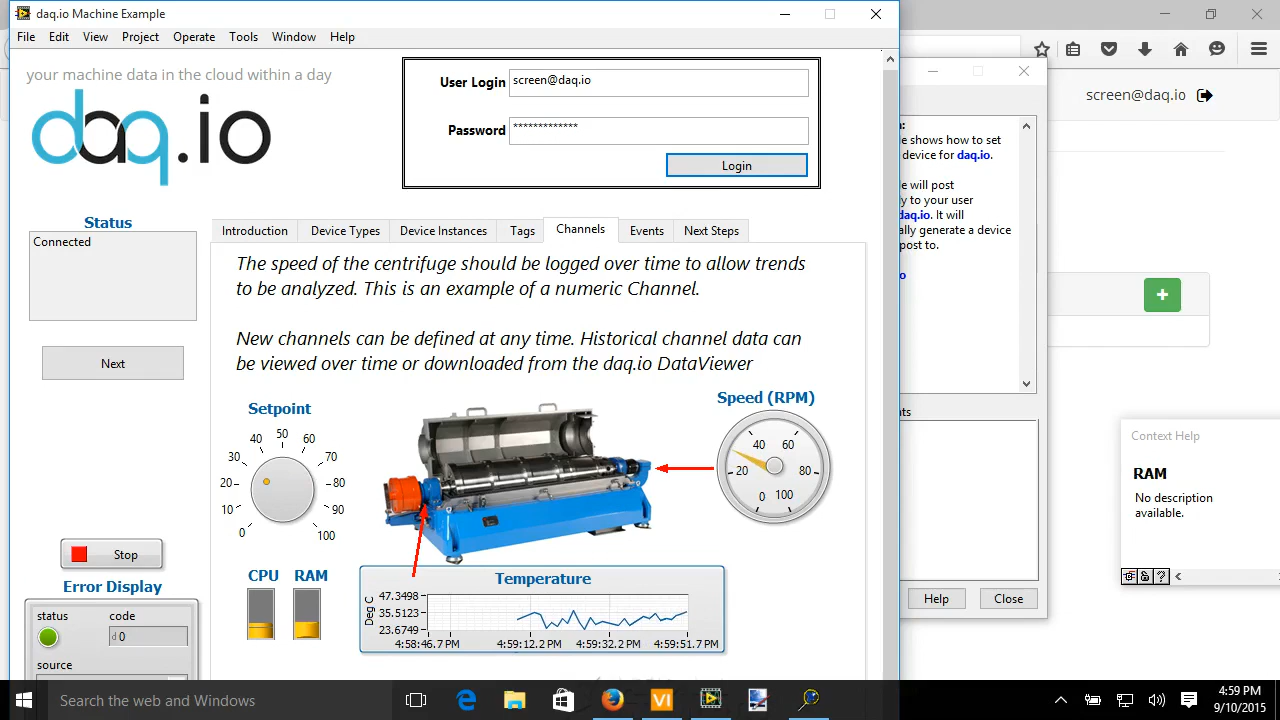 daq.io Machine Example
File Edit View Project Operate Tools Window Help
your machine data in the cloud within a day
daq.io
User Login screen@daq.io
Password *************
Login
screen@daq.io
Status
Connected
Next
Introduction Device Types Device Instances Tags Channels Events Next Steps
The speed of the centrifuge should be logged over time to allow trends
to be analyzed. This is an example of a numeric Channel.
New channels can be defined at any time. Historical channel data can
be viewed over time or downloaded from the daq.io DataViewer
Setpoint
0 10 20 30 40 50 60 70 80 90 100
Speed (RPM)
0 20 40 60 80 100
CPU RAM
Temperature
Deg C
47.3498
35.5123
23.6749
4:58:46.7 PM 4:59:12.2 PM 4:59:32.2 PM 4:59:51.7 PM
Stop
Error Display
status code
d 0
source
shows how to set
device for daq.io.
will post
to your user
daq.io. It will
generate a device
post to.
Help Close
Context Help
RAM
No description
available.
Search the web and Windows
VI
4:59 PM
9/10/2015